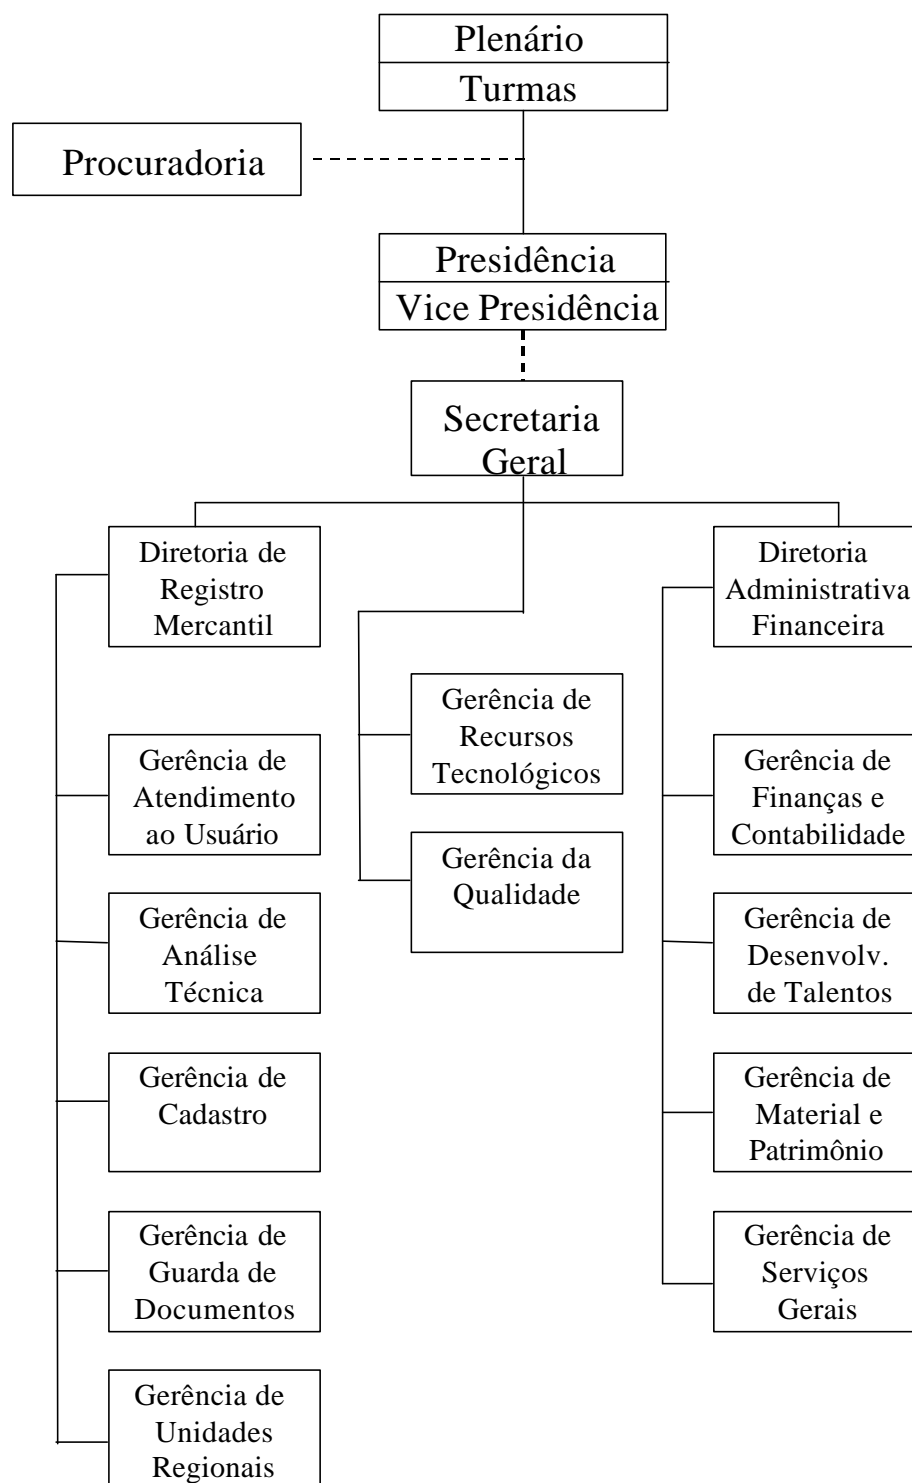 Plenário
Turmas
Procuradoria
Presidência
Vice Presidência
Secretaria
Geral
Diretoria de
Registro
Mercantil
Diretoria
Administrativa
Financeira
Gerência de
Recursos
Tecnológicos
Gerência da
Qualidade
Gerência de
Atendimento
ao Usuário
Gerência de
Análise
Técnica
Gerência de
Cadastro
Gerência de
Guarda de
Documentos
Gerência de
Unidades
Regionais
Gerência de
Finanças e
Contabilidade
Gerência de
Desenvolv.
de Talentos
Gerência de
Material e
Patrimônio
Gerência de
Serviços
Gerais